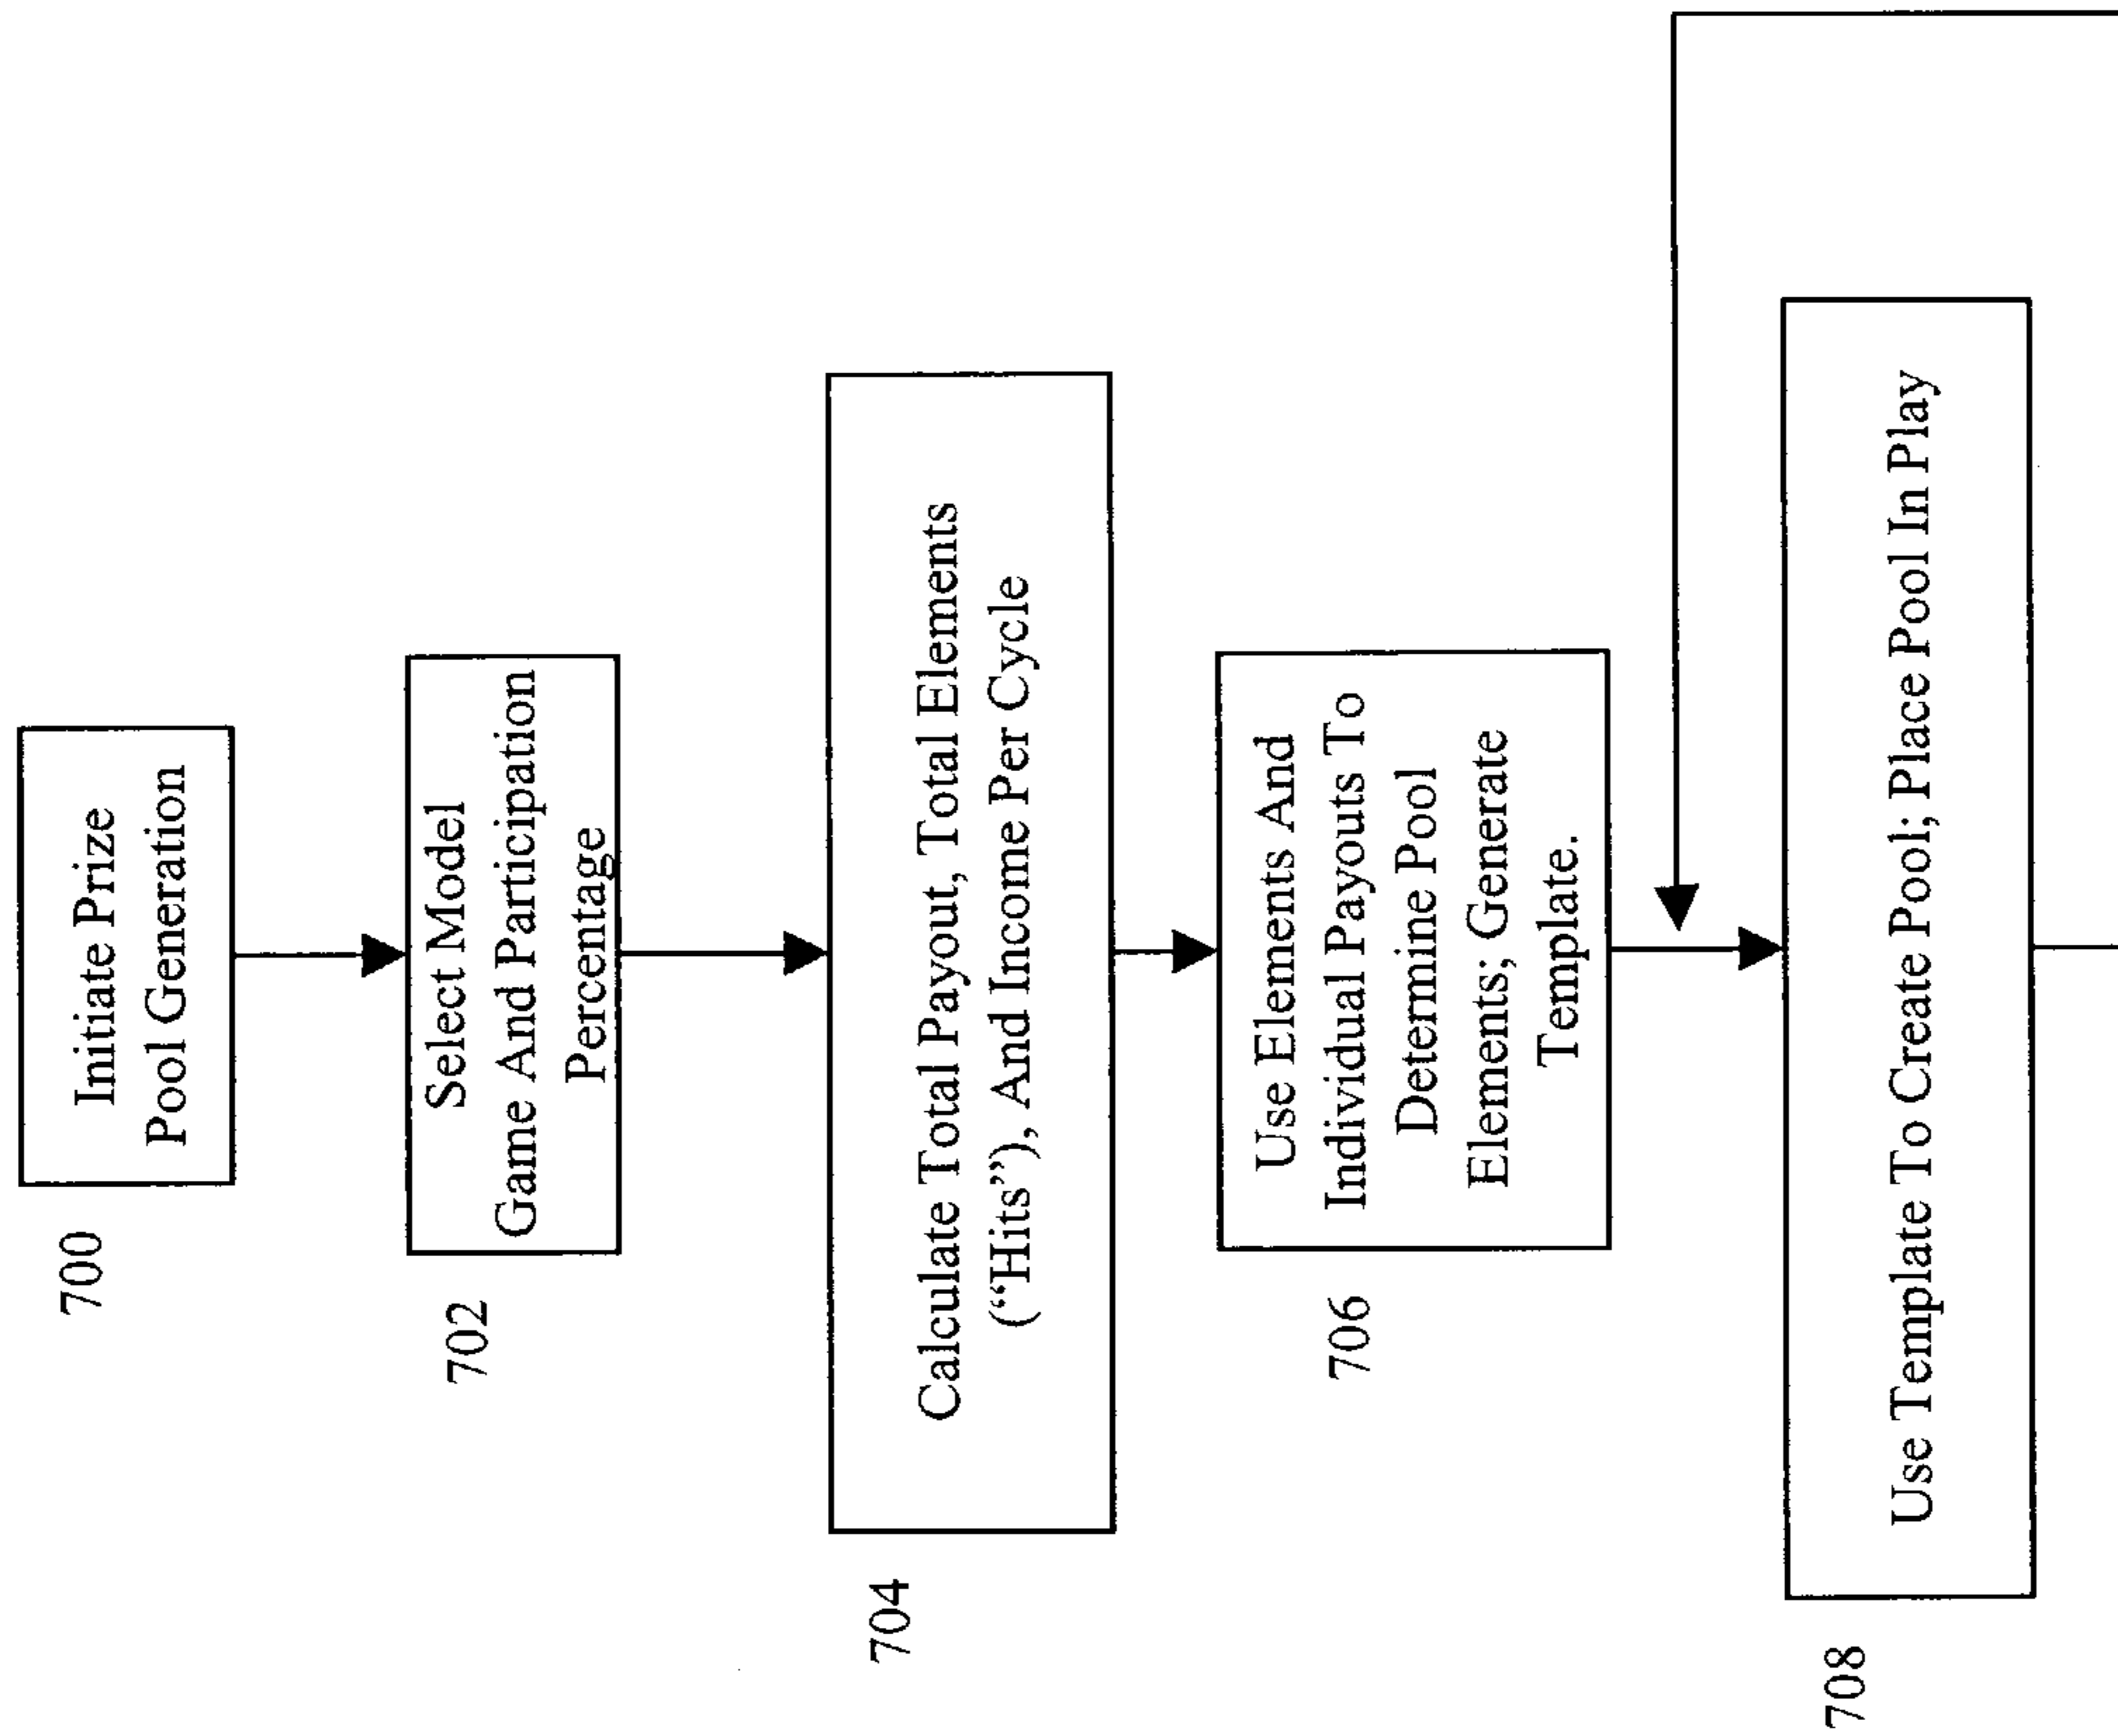 700
Initiate Prize
Pool Generation
702
Select Model
Game And Participation
Percentage
704
Calculate Total Payout, Total Elements
(“Hits”), And Income Per Cycle
706
Use Elements And
Individual Payouts To
Determine Pool
Elements; Generate
Template.
708
Use Template To Create Pool; Place Pool In Play